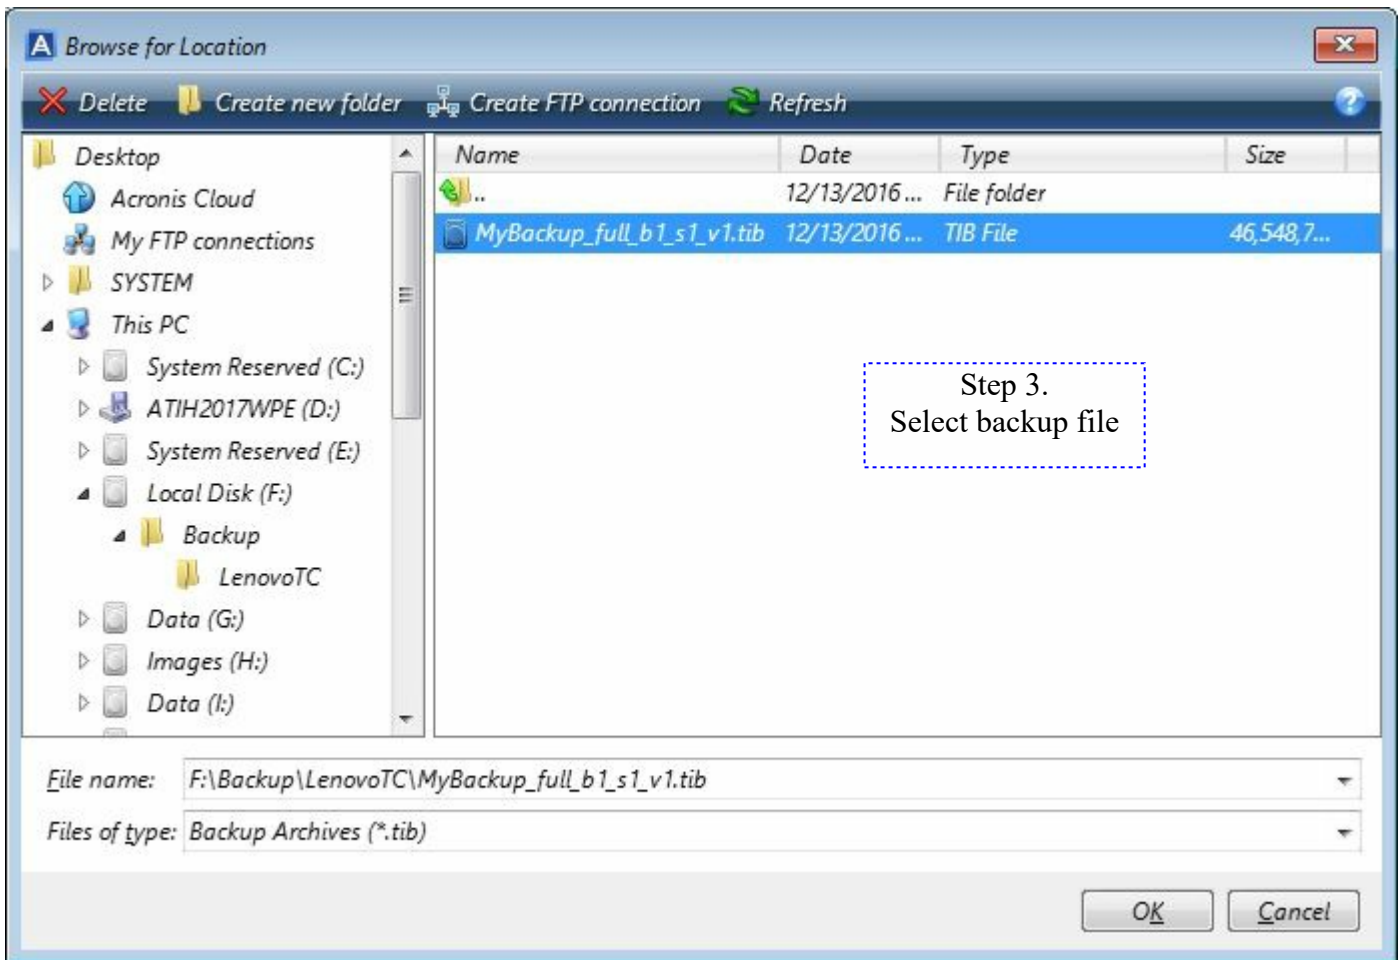 Browse for Location
Delete Create new folder Create FTP connection Refresh ?
Desktop
Acronis Cloud
My FTP connections
SYSTEM
This PC
System Reserved (C:)
ATIH2017WPE (D:)
System Reserved (E:)
Local Disk (F:)
Backup
LenovoTC
Data (G:)
Images (H:)
Data (I:)
Name Date Type Size
.. 12/13/2016 ... File folder
MyBackup_full_b1_s1_v1.tib 12/13/2016 ... TIB File 46,548,7...
Step 3.
Select backup file
File name: F:\Backup\LenovoTC\MyBackup_full_b1_s1_v1.tib
Files of type: Backup Archives (*.tib)
OK Cancel